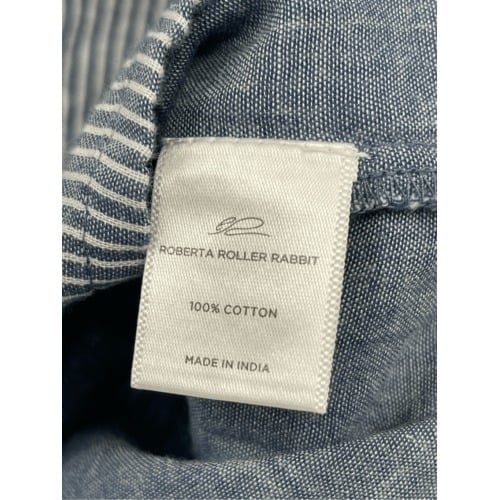 ROBERTA ROLLER RABBIT
100% COTTON
MADE IN INDIA